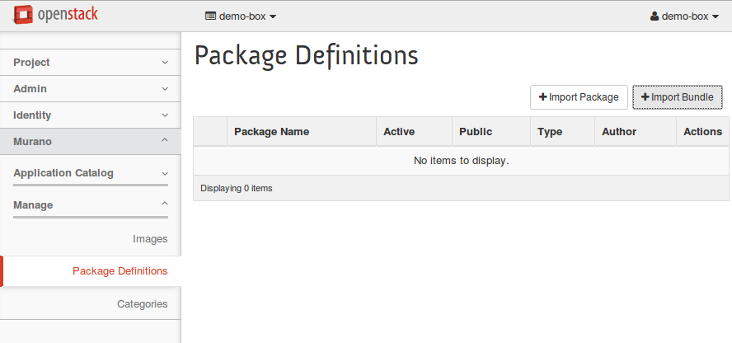 openstack
demo-box
demo-box
Project
Admin
Identity
Murano
Application Catalog
Manage
Images
Package Definitions
Categories
Package Definitions
Import Package
Import Bundle
Package Name Active Public Type Author Actions
No items to display.
Displaying 0 items